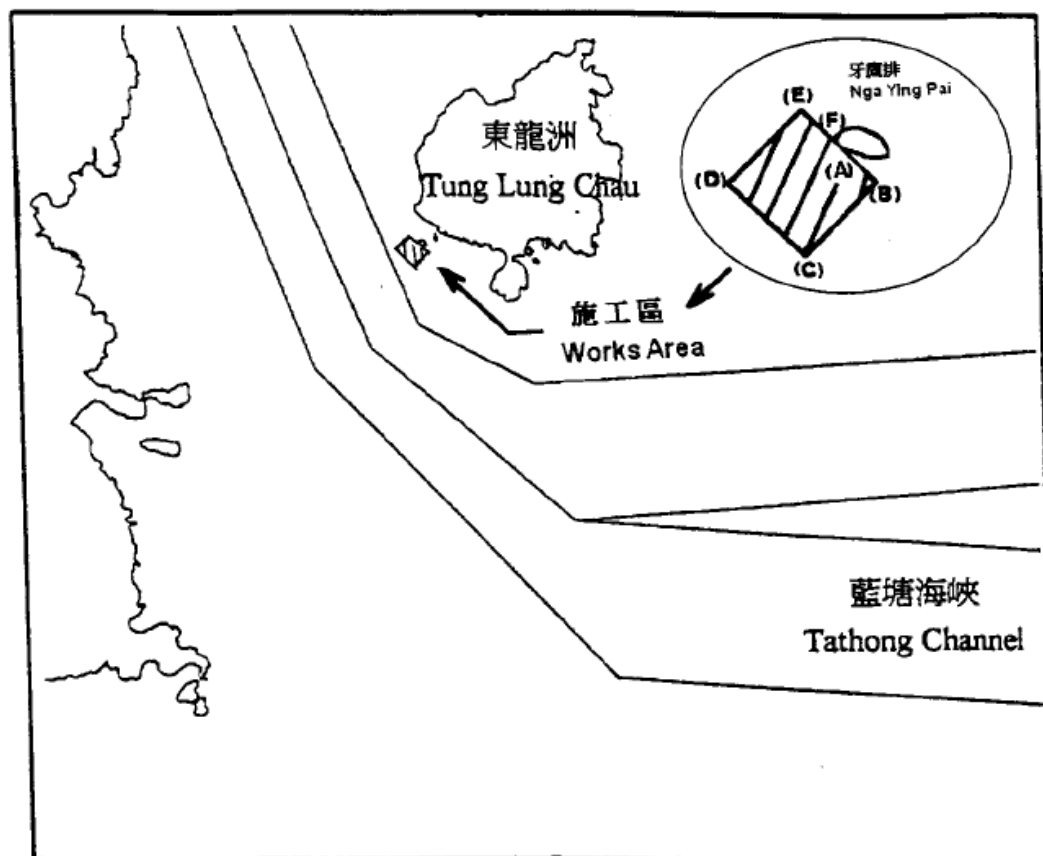 牙鷹排
Nga Ying Pai
(E)
(F)
(D)
(A)
(B)
(C)
東龍洲
Tung Lung Chau
施工區
Works Area
藍塘海峽
Tathong Channel